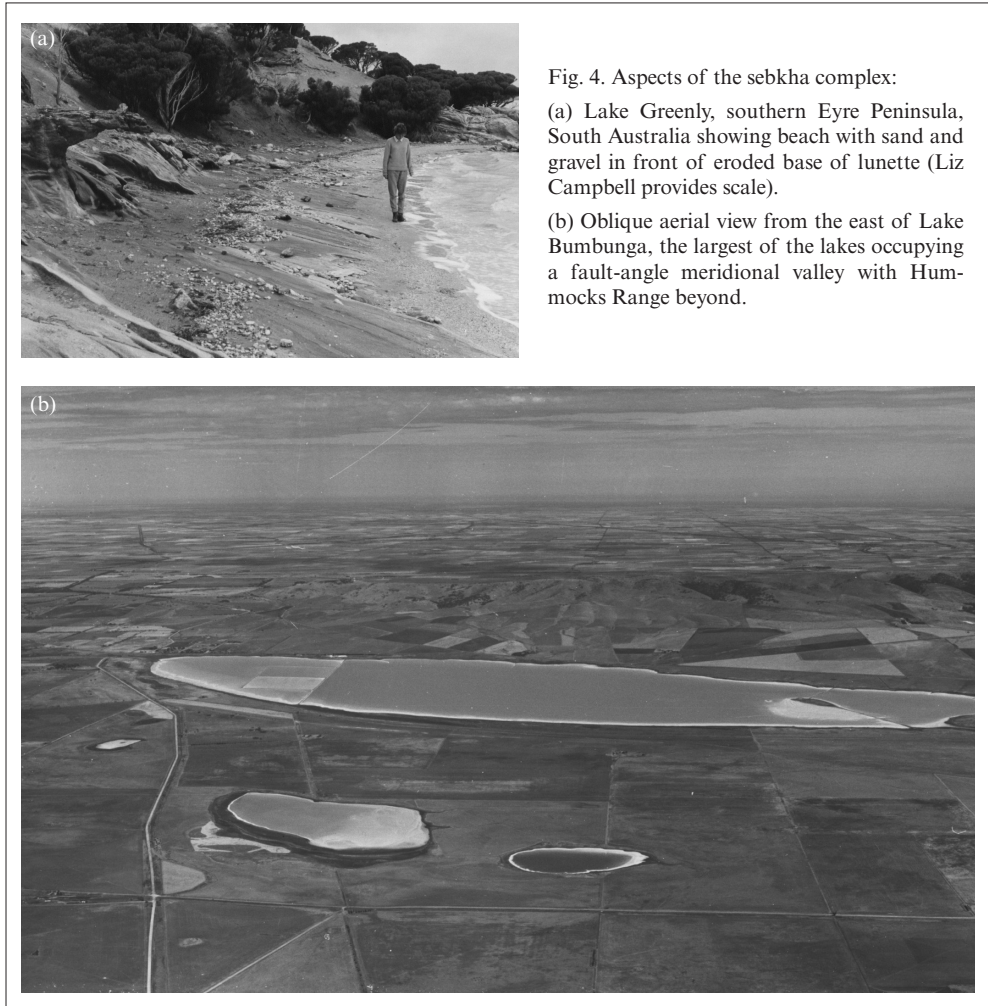 (a)
Fig. 4. Aspects of the sebkha complex:
(a) Lake Greenly, southern Eyre Peninsula,
South Australia showing beach with sand and
gravel in front of eroded base of lunette (Liz
Campbell provides scale).
(b) Oblique aerial view from the east of Lake
Bumbunga, the largest of the lakes occupying
a fault-angle meridional valley with Hum-
mocks Range beyond.
(b)